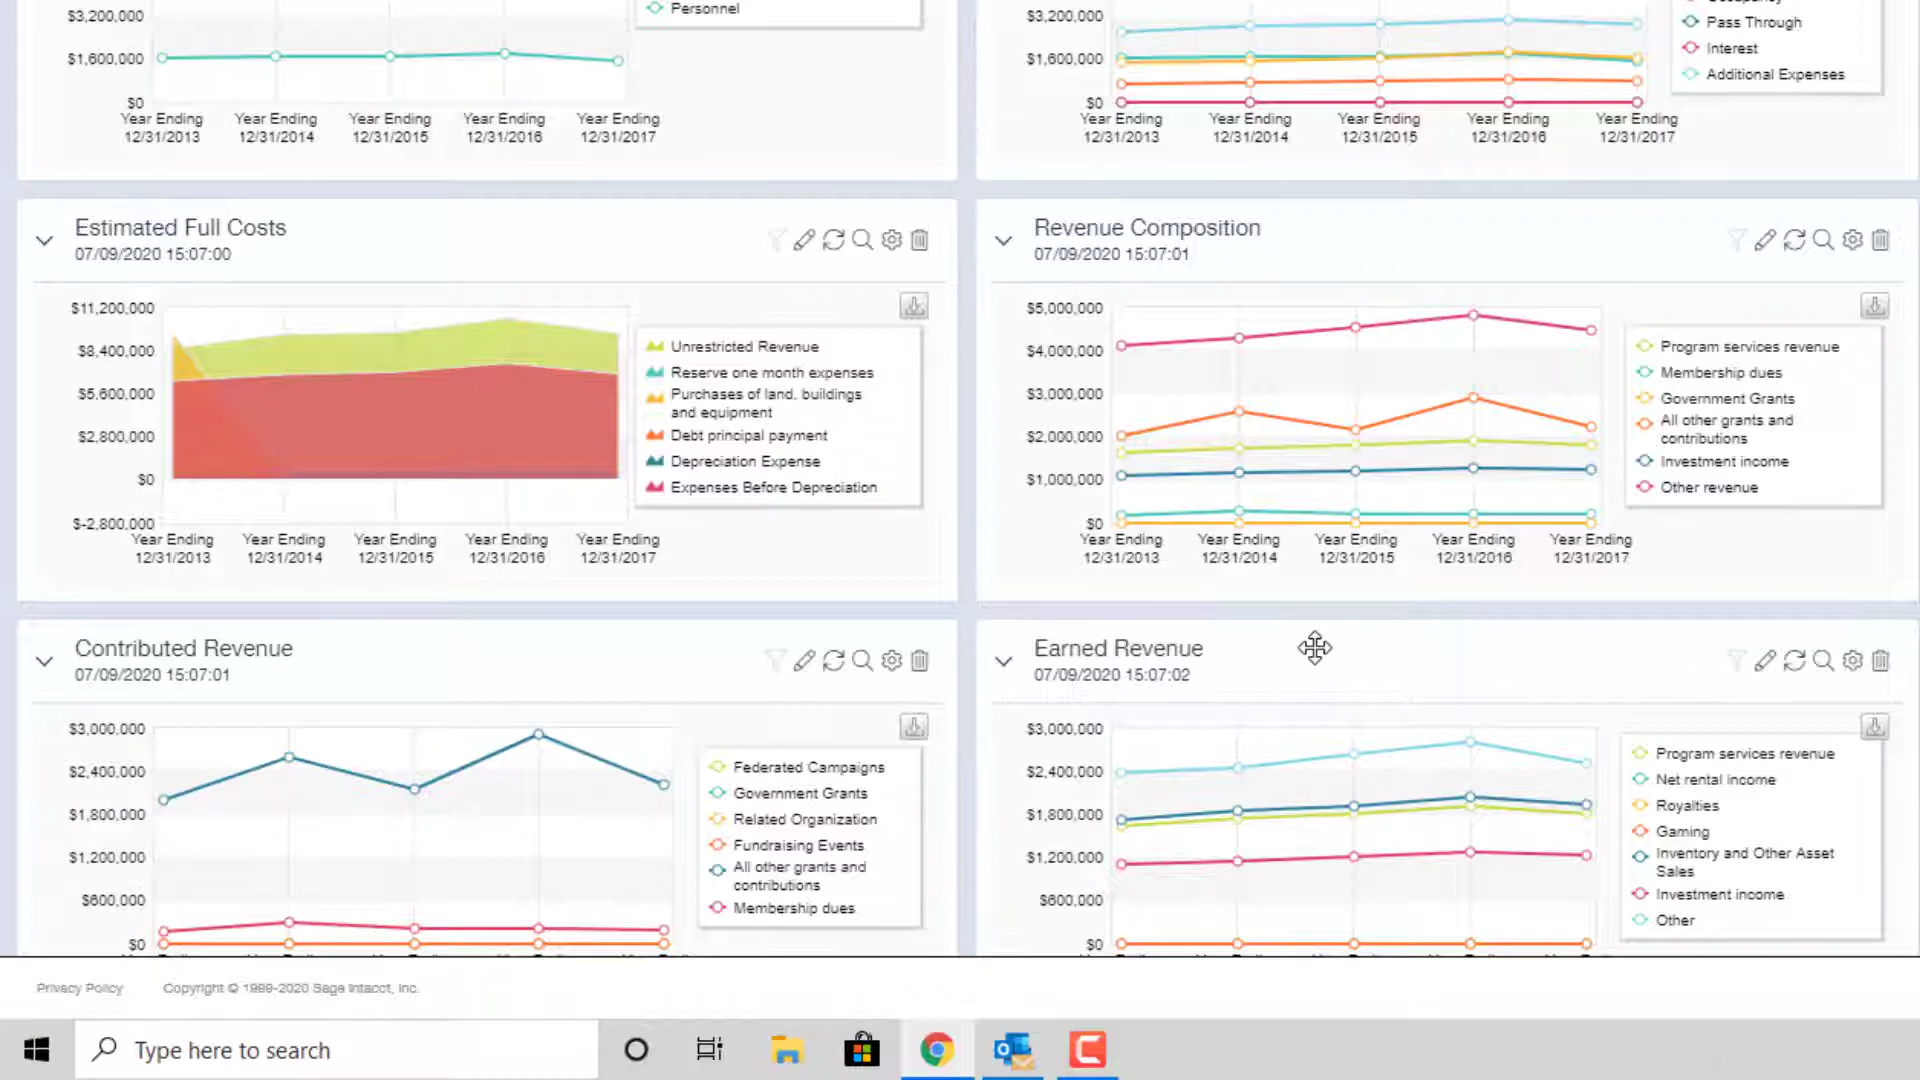 $3,200,000
$1,600,000
$0
Year Ending 12/31/2013
Year Ending 12/31/2014
Year Ending 12/31/2015
Year Ending 12/31/2016
Year Ending 12/31/2017
Personnel
$3,200,000
$1,600,000
$0
Year Ending 12/31/2013
Year Ending 12/31/2014
Year Ending 12/31/2015
Year Ending 12/31/2016
Year Ending 12/31/2017
Pass Through
Interest
Additional Expenses
Estimated Full Costs
07/09/2020 15:07:00
$11,200,000
$8,400,000
$5,600,000
$2,800,000
$0
$-2,800,000
Year Ending 12/31/2013
Year Ending 12/31/2014
Year Ending 12/31/2015
Year Ending 12/31/2016
Year Ending 12/31/2017
Unrestricted Revenue
Reserve one month expenses
Purchases of land, buildings
and equipment
Debt principal payment
Depreciation Expense
Expenses Before Depreciation
Revenue Composition
07/09/2020 15:07:01
$5,000,000
$4,000,000
$3,000,000
$2,000,000
$1,000,000
$0
Year Ending 12/31/2013
Year Ending 12/31/2014
Year Ending 12/31/2015
Year Ending 12/31/2016
Year Ending 12/31/2017
Program services revenue
Membership dues
Government Grants
All other grants and
contributions
Investment income
Other revenue
Contributed Revenue
07/09/2020 15:07:01
$3,000,000
$2,400,000
$1,800,000
$1,200,000
$600,000
$0
Federated Campaigns
Government Grants
Related Organization
Fundraising Events
All other grants and
contributions
Membership dues
Earned Revenue
07/09/2020 15:07:02
$3,000,000
$2,400,000
$1,800,000
$1,200,000
$600,000
$0
Program services revenue
Net rental income
Royalties
Gaming
Inventory and Other Asset
Sales
Investment income
Other
Privacy Policy
Copyright © 1999-2020 Sage Intacct, Inc.
Type here to search